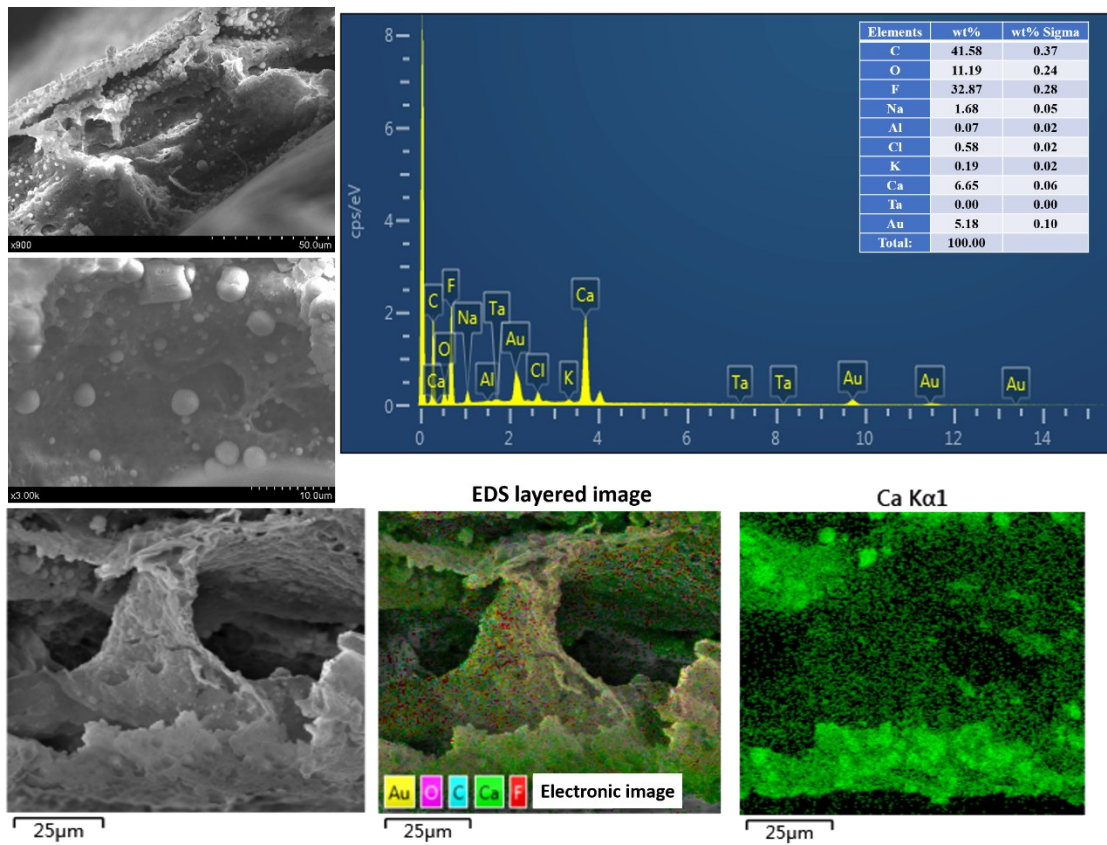 x900 50.0um
x3.00k 10.0um
cps/eV
8
6
4
2
0
C
O
Ca
F
Na
Al
Ta
Au
Cl
K
Ca
Ta
Ta
Au
Au
Au
0 2 4 6 8 10 12 14
Elements wt% wt% Sigma
C 41.58 0.37
O 11.19 0.24
F 32.87 0.28
Na 1.68 0.05
Al 0.07 0.02
Cl 0.58 0.02
K 0.19 0.02
Ca 6.65 0.06
Ta 0.00 0.00
Au 5.18 0.10
Total: 100.00
EDS layered image
Ca Kα1
Au O C Ca F Electronic image
25μm
25μm
25μm